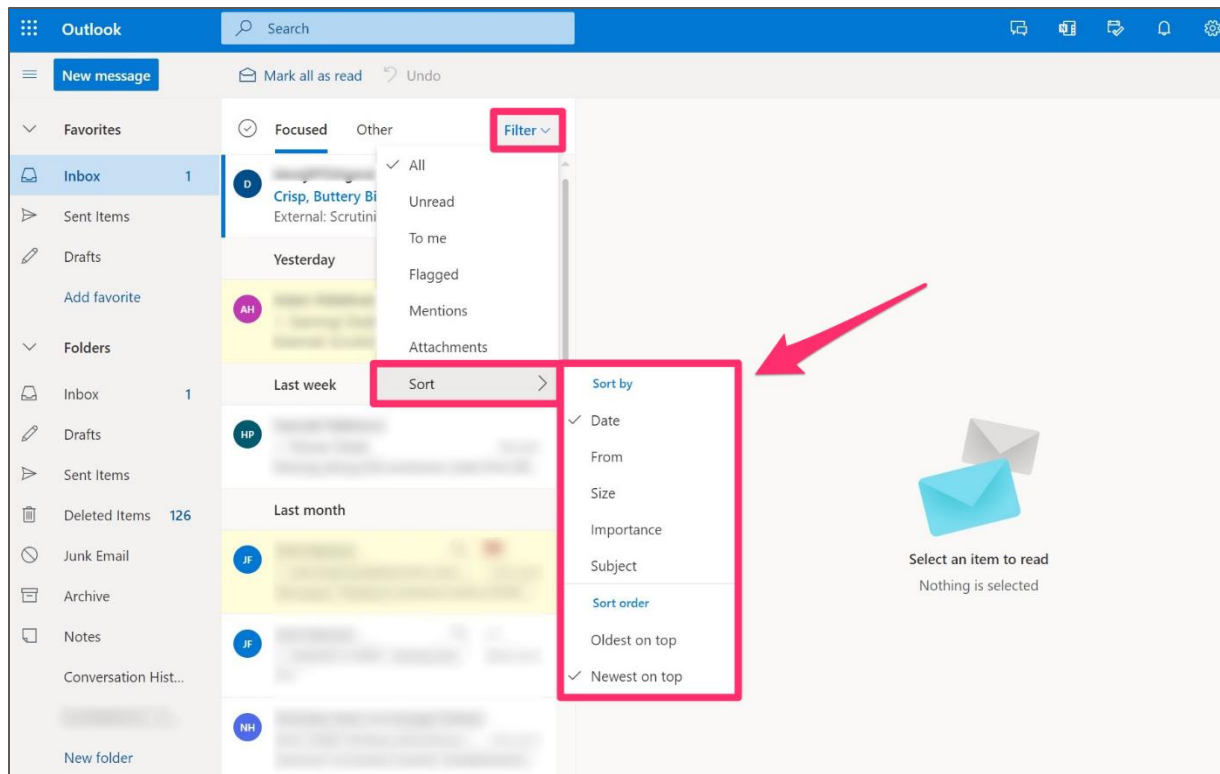 Outlook
Search
New message
Mark all as read
Undo
Favorites
Inbox 1
Sent Items
Drafts
Add favorite
Folders
Inbox 1
Drafts
Sent Items
Deleted Items 126
Junk Email
Archive
Notes
Conversation Hist...
New folder
Focused Other Filter
D
Crisp, Buttery Bi
External: Scrutini
Yesterday
AH
Last week
HP
Last month
JF
JF
NH
All
Unread
To me
Flagged
Mentions
Attachments
Sort
Sort by
Date
From
Size
Importance
Subject
Sort order
Oldest on top
Newest on top
Select an item to read
Nothing is selected